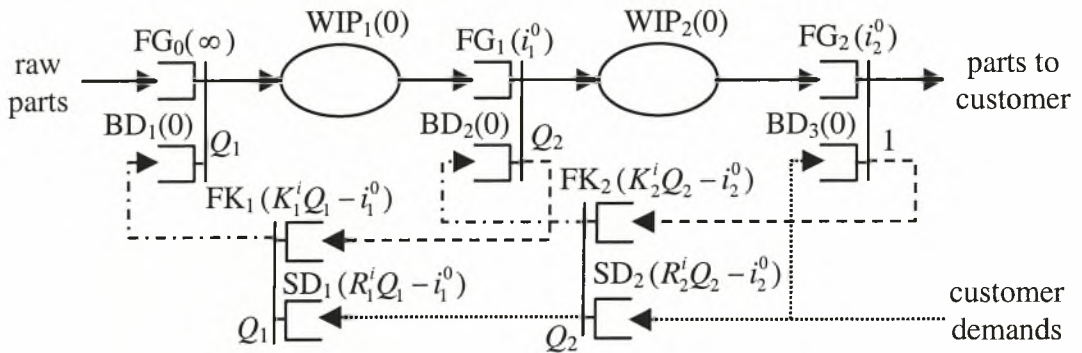 WIP₁(0)
WIP₂(0)
FG₀(∞)
FG₁(i₁⁰)
FG₂(i₂⁰)
raw
parts
parts to
customer
BD₁(0)
Q₁
BD₂(0)
Q₂
BD₃(0)
1
FK₁(K₁ⁱQ₁ – i₁⁰)
FK₂(K₂ⁱQ₂ – i₂⁰)
SD₁(R₁ⁱQ₁ – i₁⁰)
SD₂(R₂ⁱQ₂ – i₂⁰)
Q₁
Q₂
customer
demands